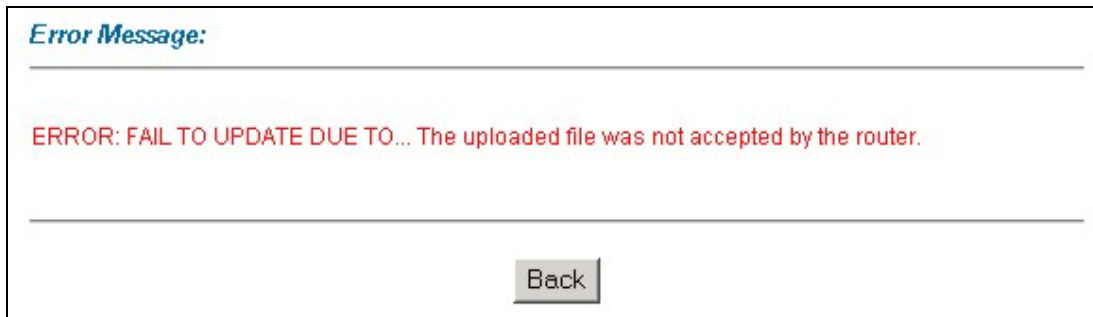 Error Message:
ERROR: FAIL TO UPDATE DUE TO... The uploaded file was not accepted by the router.
Back